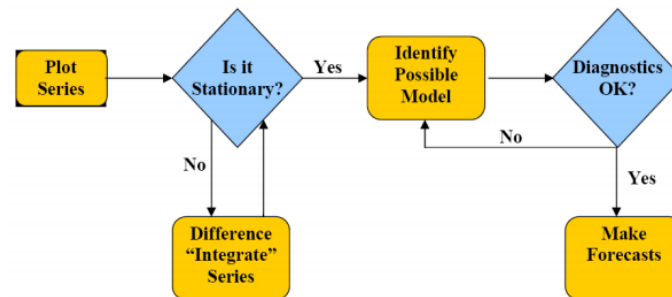 Plot
Series
Is it
Stationary?
Yes
Identify
Possible
Model
Diagnostics
OK?
No
No
Yes
Difference
“Integrate”
Series
Make
Forecasts